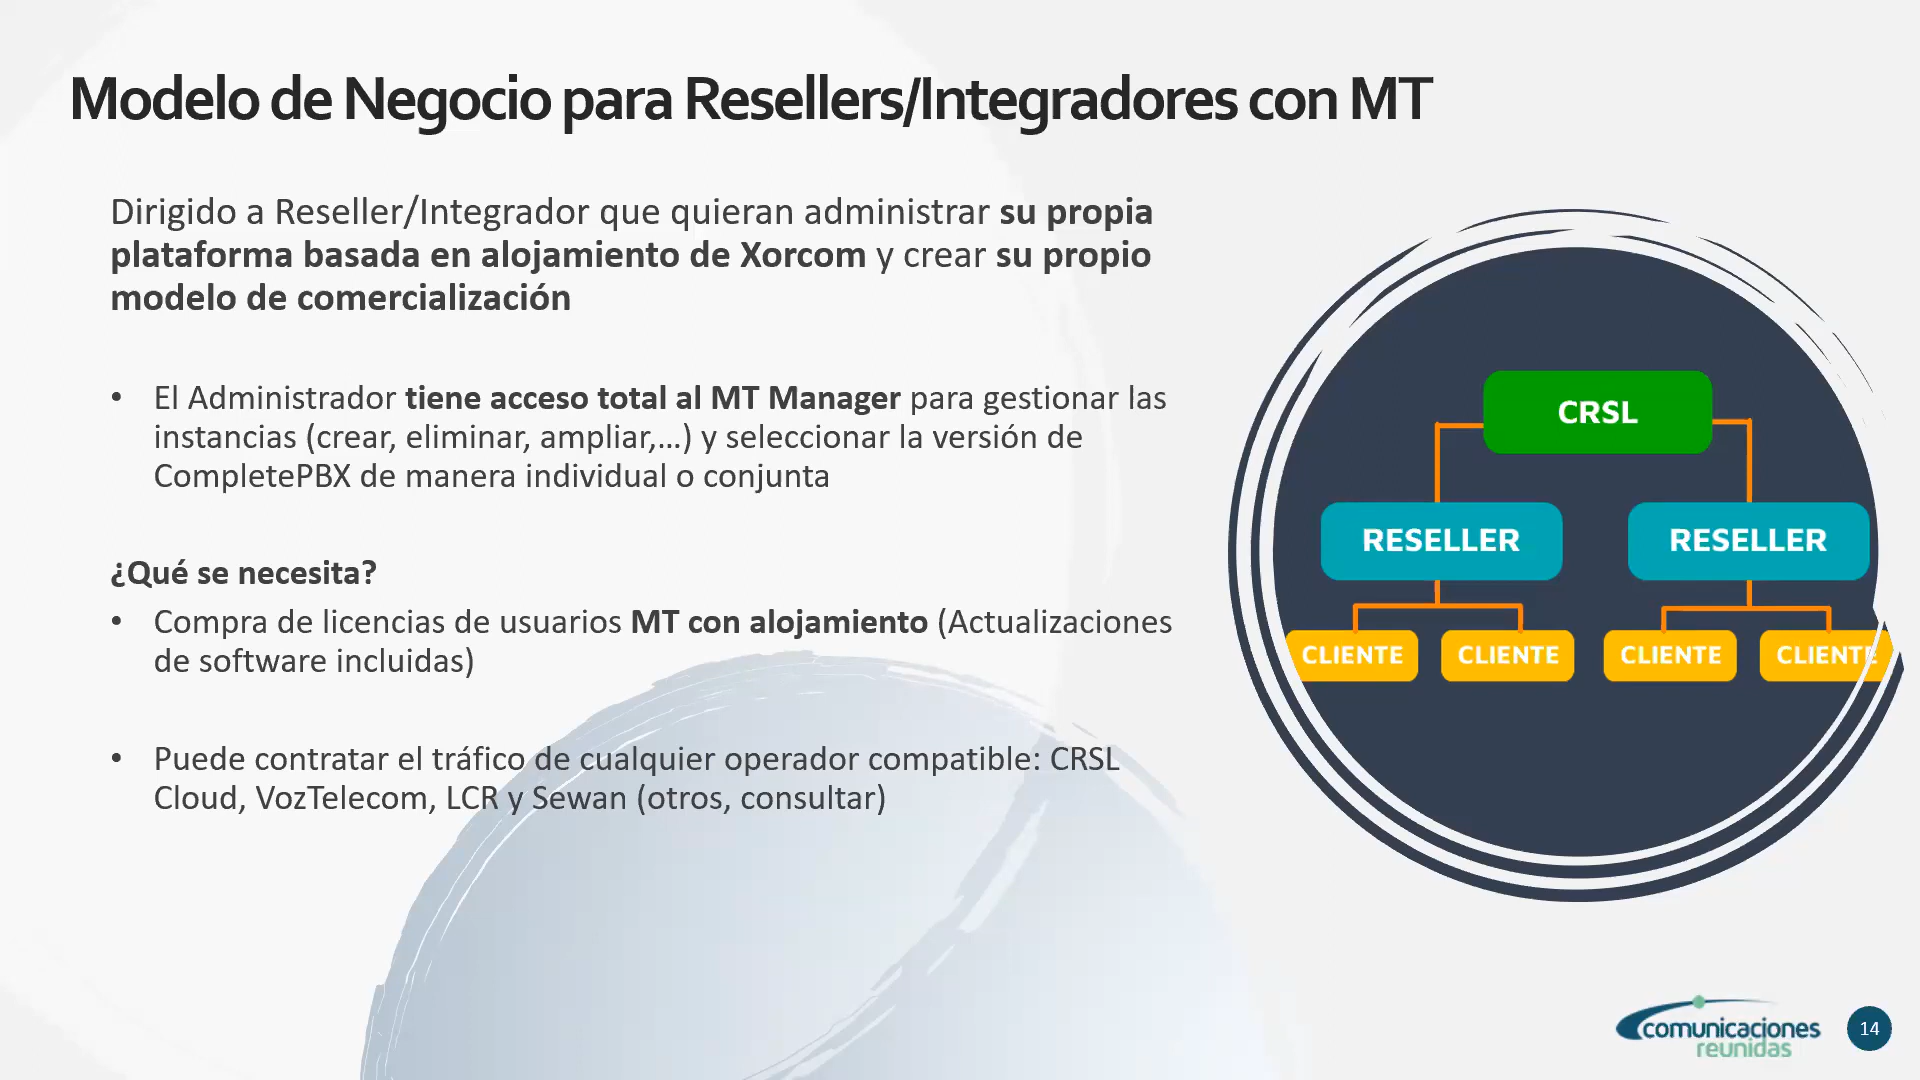 Modelo de Negocio para Resellers/Integradores con MT
Dirigido a Reseller/Integrador que quieran administrar su propia
plataforma basada en alojamiento de Xorcom y crear su propio
modelo de comercialización
• El Administrador tiene acceso total al MT Manager para gestionar las
instancias (crear, eliminar, ampliar,...) y seleccionar la versión de
CompletePBX de manera individual o conjunta
¿Qué se necesita?
• Compra de licencias de usuarios MT con alojamiento (Actualizaciones
de software incluidas)
• Puede contratar el tráfico de cualquier operador compatible: CRSL
Cloud, VozTelecom, LCR y Sewan (otros, consultar)
CRSL
RESELLER RESELLER
CLIENTE CLIENTE CLIENTE CLIENTE
comunicaciones
reunidas
14